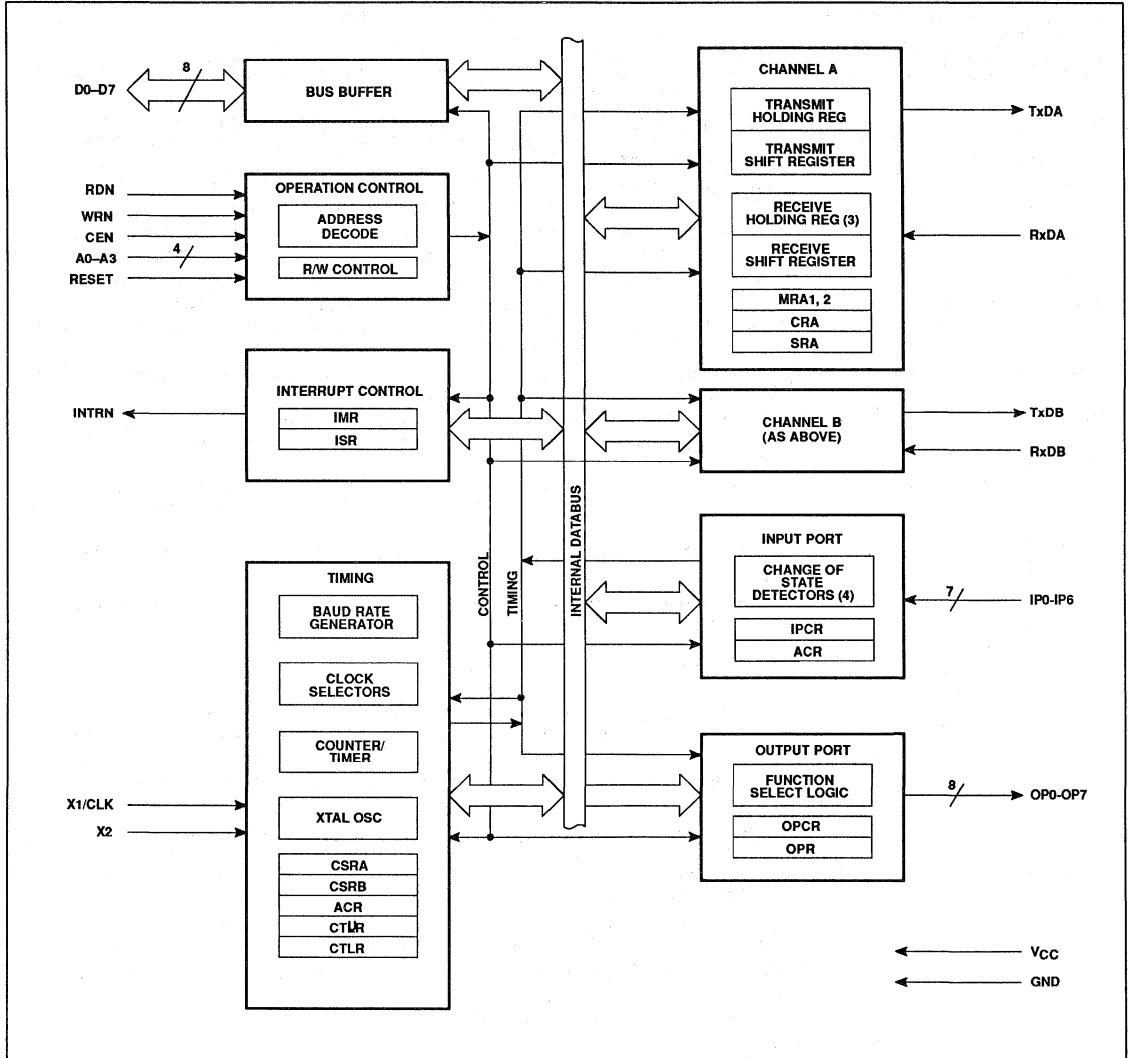 D0–D7
8
BUS BUFFER
RDN
WRN
CEN
A0–A3
4
RESET
OPERATION CONTROL
ADDRESS
DECODE
R/W CONTROL
INTRN
INTERRUPT CONTROL
IMR
ISR
TIMING
BAUD RATE
GENERATOR
CLOCK
SELECTORS
COUNTER/
TIMER
XTAL OSC
X1/CLK
X2
CSRA
CSRB
ACR
CTLR
CONTROL
TIMING
INTERNAL DATABUS
CHANNEL A
TRANSMIT
HOLDING REG
TRANSMIT
SHIFT REGISTER
RECEIVE
HOLDING REG (3)
RECEIVE
SHIFT REGISTER
MRA1, 2
CRA
SRA
TxDA
RxDA
CHANNEL B
(AS ABOVE)
TxDB
RxDB
INPUT PORT
CHANGE OF
STATE
DETECTORS (4)
IPCR
ACR
7
IP0-IP6
OUTPUT PORT
FUNCTION
SELECT LOGIC
OPCR
OPR
8
OP0-OP7
VCC
GND